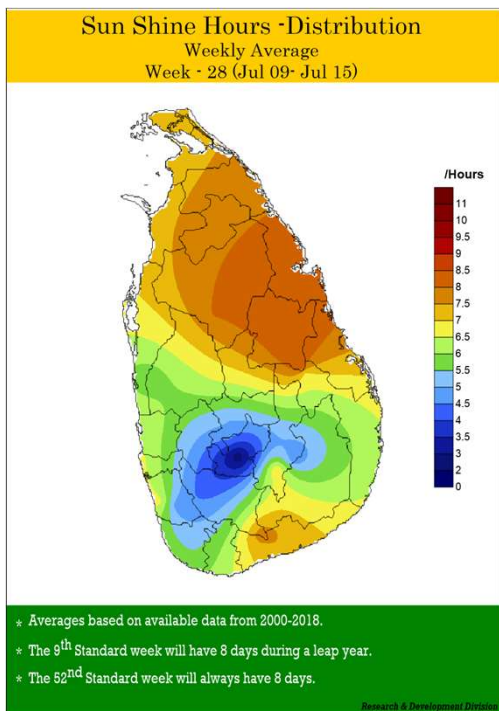 Sun Shine Hours -Distribution
Weekly Average
Week - 28 (Jul 09- Jul 15)
/Hours
11
10
9.5
9
8.5
8
7.5
7
6.5
6
5.5
5
4.5
4
3.5
3
2
0
* Averages based on available data from 2000-2018.
* The 9th Standard week will have 8 days during a leap year.
* The 52nd Standard week will always have 8 days.
Research & Development Division